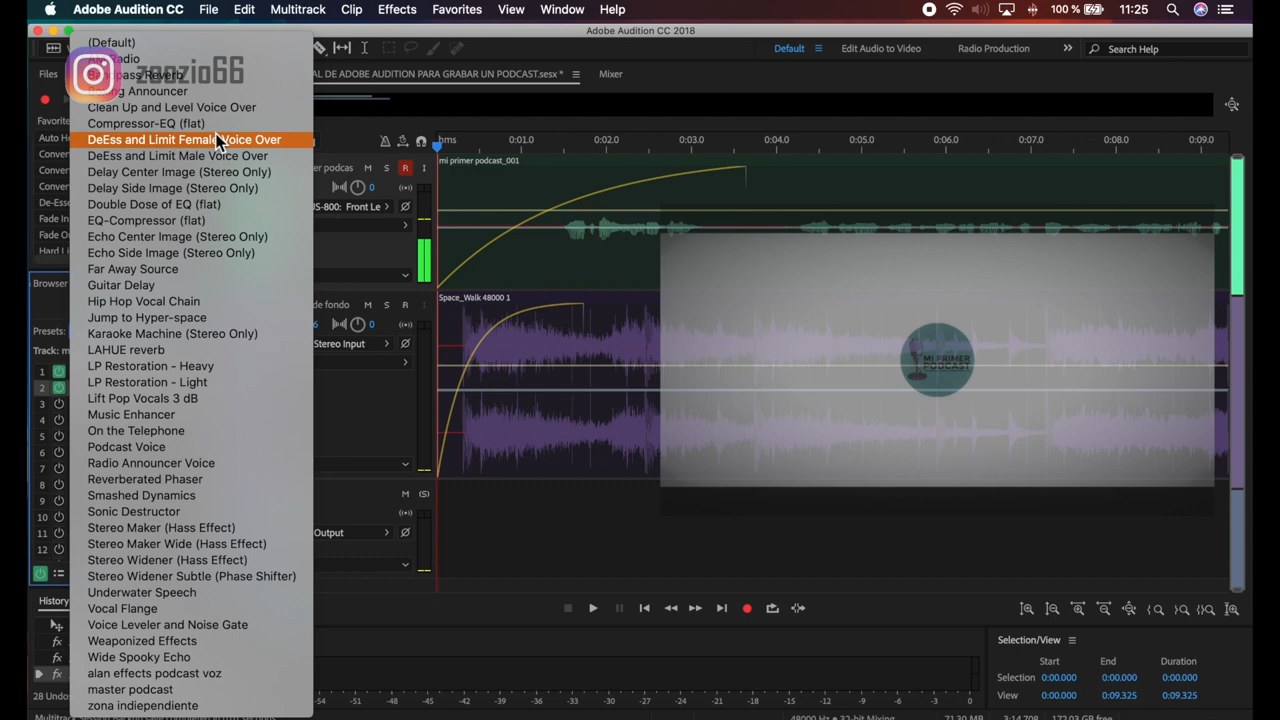 Adobe Audition CC File Edit Multitrack Clip Effects Favorites View Window Help 100 % 11:25
Adobe Audition CC 2018
Default Edit Audio to Video Radio Production Search Help
Files
AL DE ADOBE AUDITION PARA GRABAR UN PODCAST.sesx * Mixer
zoozio66
(Default)
Clean Up and Level Voice Over
Compressor-EQ (flat)
DeEss and Limit Female Voice Over
DeEss and Limit Male Voice Over
Delay Center Image (Stereo Only)
Delay Side Image (Stereo Only)
Double Dose of EQ (flat)
EQ-Compressor (flat)
Echo Center Image (Stereo Only)
Echo Side Image (Stereo Only)
Far Away Source
Guitar Delay
Hip Hop Vocal Chain
Jump to Hyper-space
Karaoke Machine (Stereo Only)
LAHUE reverb
LP Restoration - Heavy
LP Restoration - Light
Lift Pop Vocals 3 dB
Music Enhancer
On the Telephone
Podcast Voice
Radio Announcer Voice
Reverberated Phaser
Smashed Dynamics
Sonic Destructor
Stereo Maker (Hass Effect)
Stereo Maker Wide (Hass Effect)
Stereo Widener (Hass Effect)
Stereo Widener Subtle (Phase Shifter)
Underwater Speech
Vocal Flange
Voice Leveler and Noise Gate
Weaponized Effects
Wide Spooky Echo
alan effects podcast voz
master podcast
zona independiente
Favorite
Auto He
Conver
Conver
Conver
De-Ess
Fade In
Fade Ou
Hard Li
Browser
Presets:
Track: m
1
2
3
4
5
6
7
8
9
10
11
12
History
28 Undos
hms 0:01.0 0:02.0 0:03.0 0:04.0 0:05.0 0:06.0 0:07.0 0:08.0 0:09.0
er podcas M S R I
mi primer podcast_001
0
US-800: Front Le >
de fondo M S R I
Space_Walk 48000 1
6 0
Stereo Input >
MI PRIMER
PODCAST
M (S)
Output >
-54 -51 -48 -45 -42 -39 -36 -33 -30 -27 -24 -21 -18 -15 -12 -9 -6 -3 0
Selection/View
Start End Duration
Selection 0:00.000 0:00.000 0:00.000
View 0:00.000 0:09.325 0:09.325
48000 Hz • 32-bit Mixing 71.30 MB 3:14.708 172.03 GB free